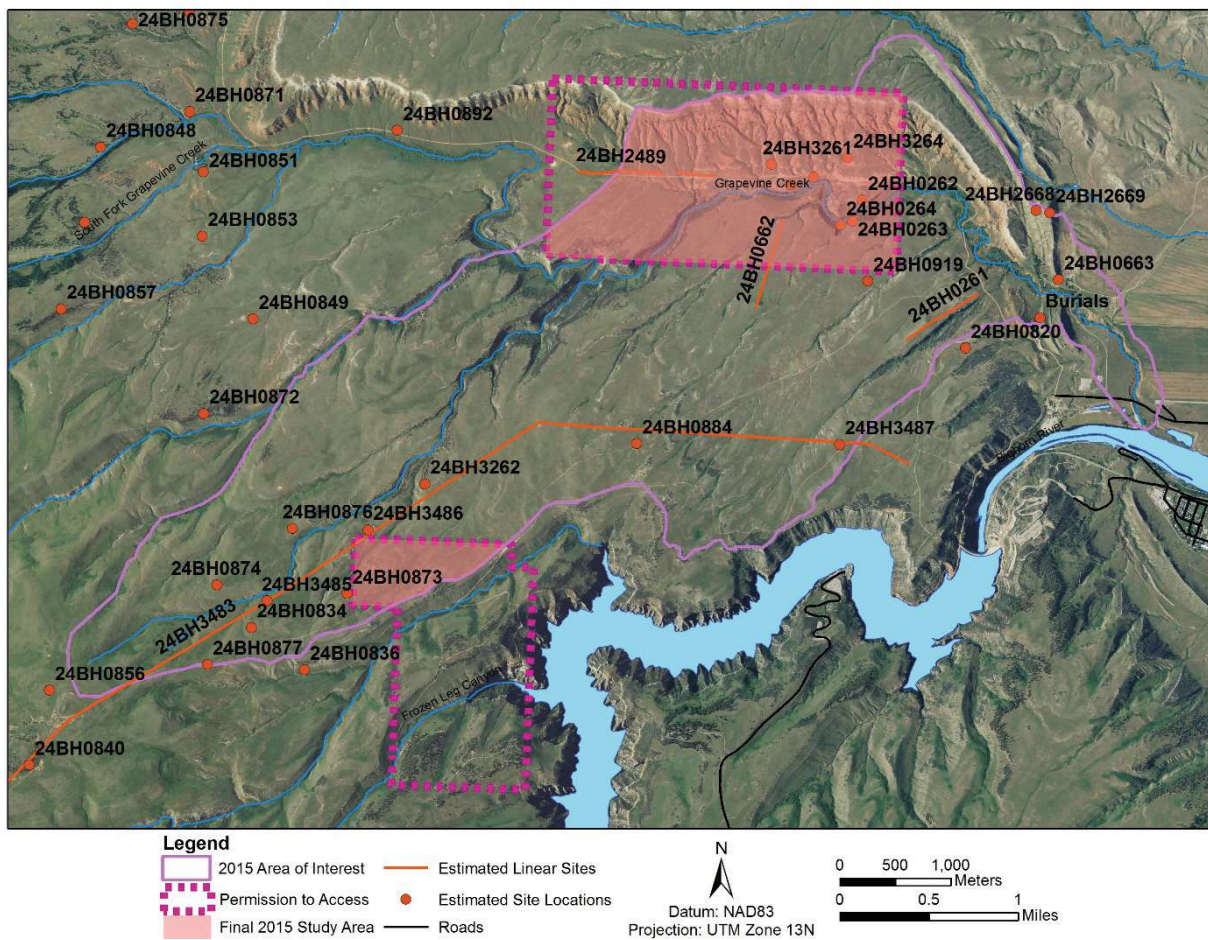 24BH0875
24BH0871
24BH0892
24BH0848
24BH0851
South Fork Grapevine Creek
24BH2489
24BH3261
24BH3264
Grapevine Creek
24BH0262
24BH2668
24BH2669
24BH0853
24BH0264
24BH0263
24BH0662
24BH0919
24BH0663
24BH0857
24BH0849
24BH0261
Burials
24BH0820
24BH0872
24BH0884
24BH3487
Bighorn River
24BH3262
24BH0876
24BH3486
24BH0874
24BH0873
24BH3485
24BH3483
24BH0834
24BH0877
24BH0836
24BH0856
Frozen Leg Canyon
24BH0840
Legend
2015 Area of Interest
Permission to Access
Final 2015 Study Area
Estimated Linear Sites
Estimated Site Locations
Roads
N
Datum: NAD83
Projection: UTM Zone 13N
0 500 1,000
Meters
0 0.5 1
Miles